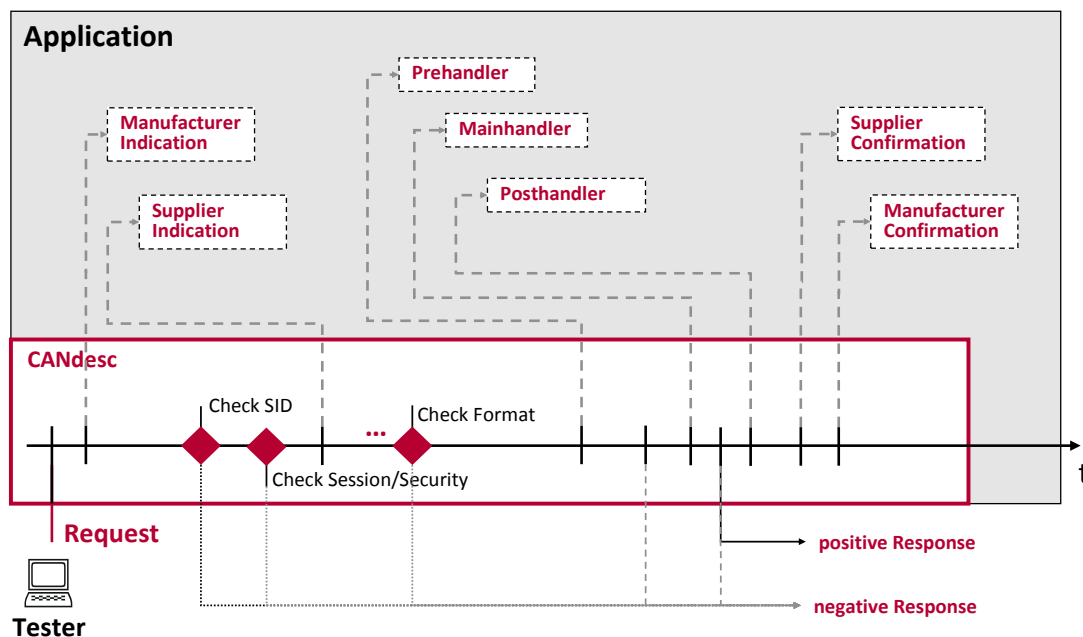 Application
Prehandler
Manufacturer
Indication
Mainhandler
Supplier
Confirmation
Supplier
Indication
Posthandler
Manufacturer
Confirmation
CANdesc
Check SID
...
Check Format
Check Session/Security
t
Request
positive Response
negative Response
Tester